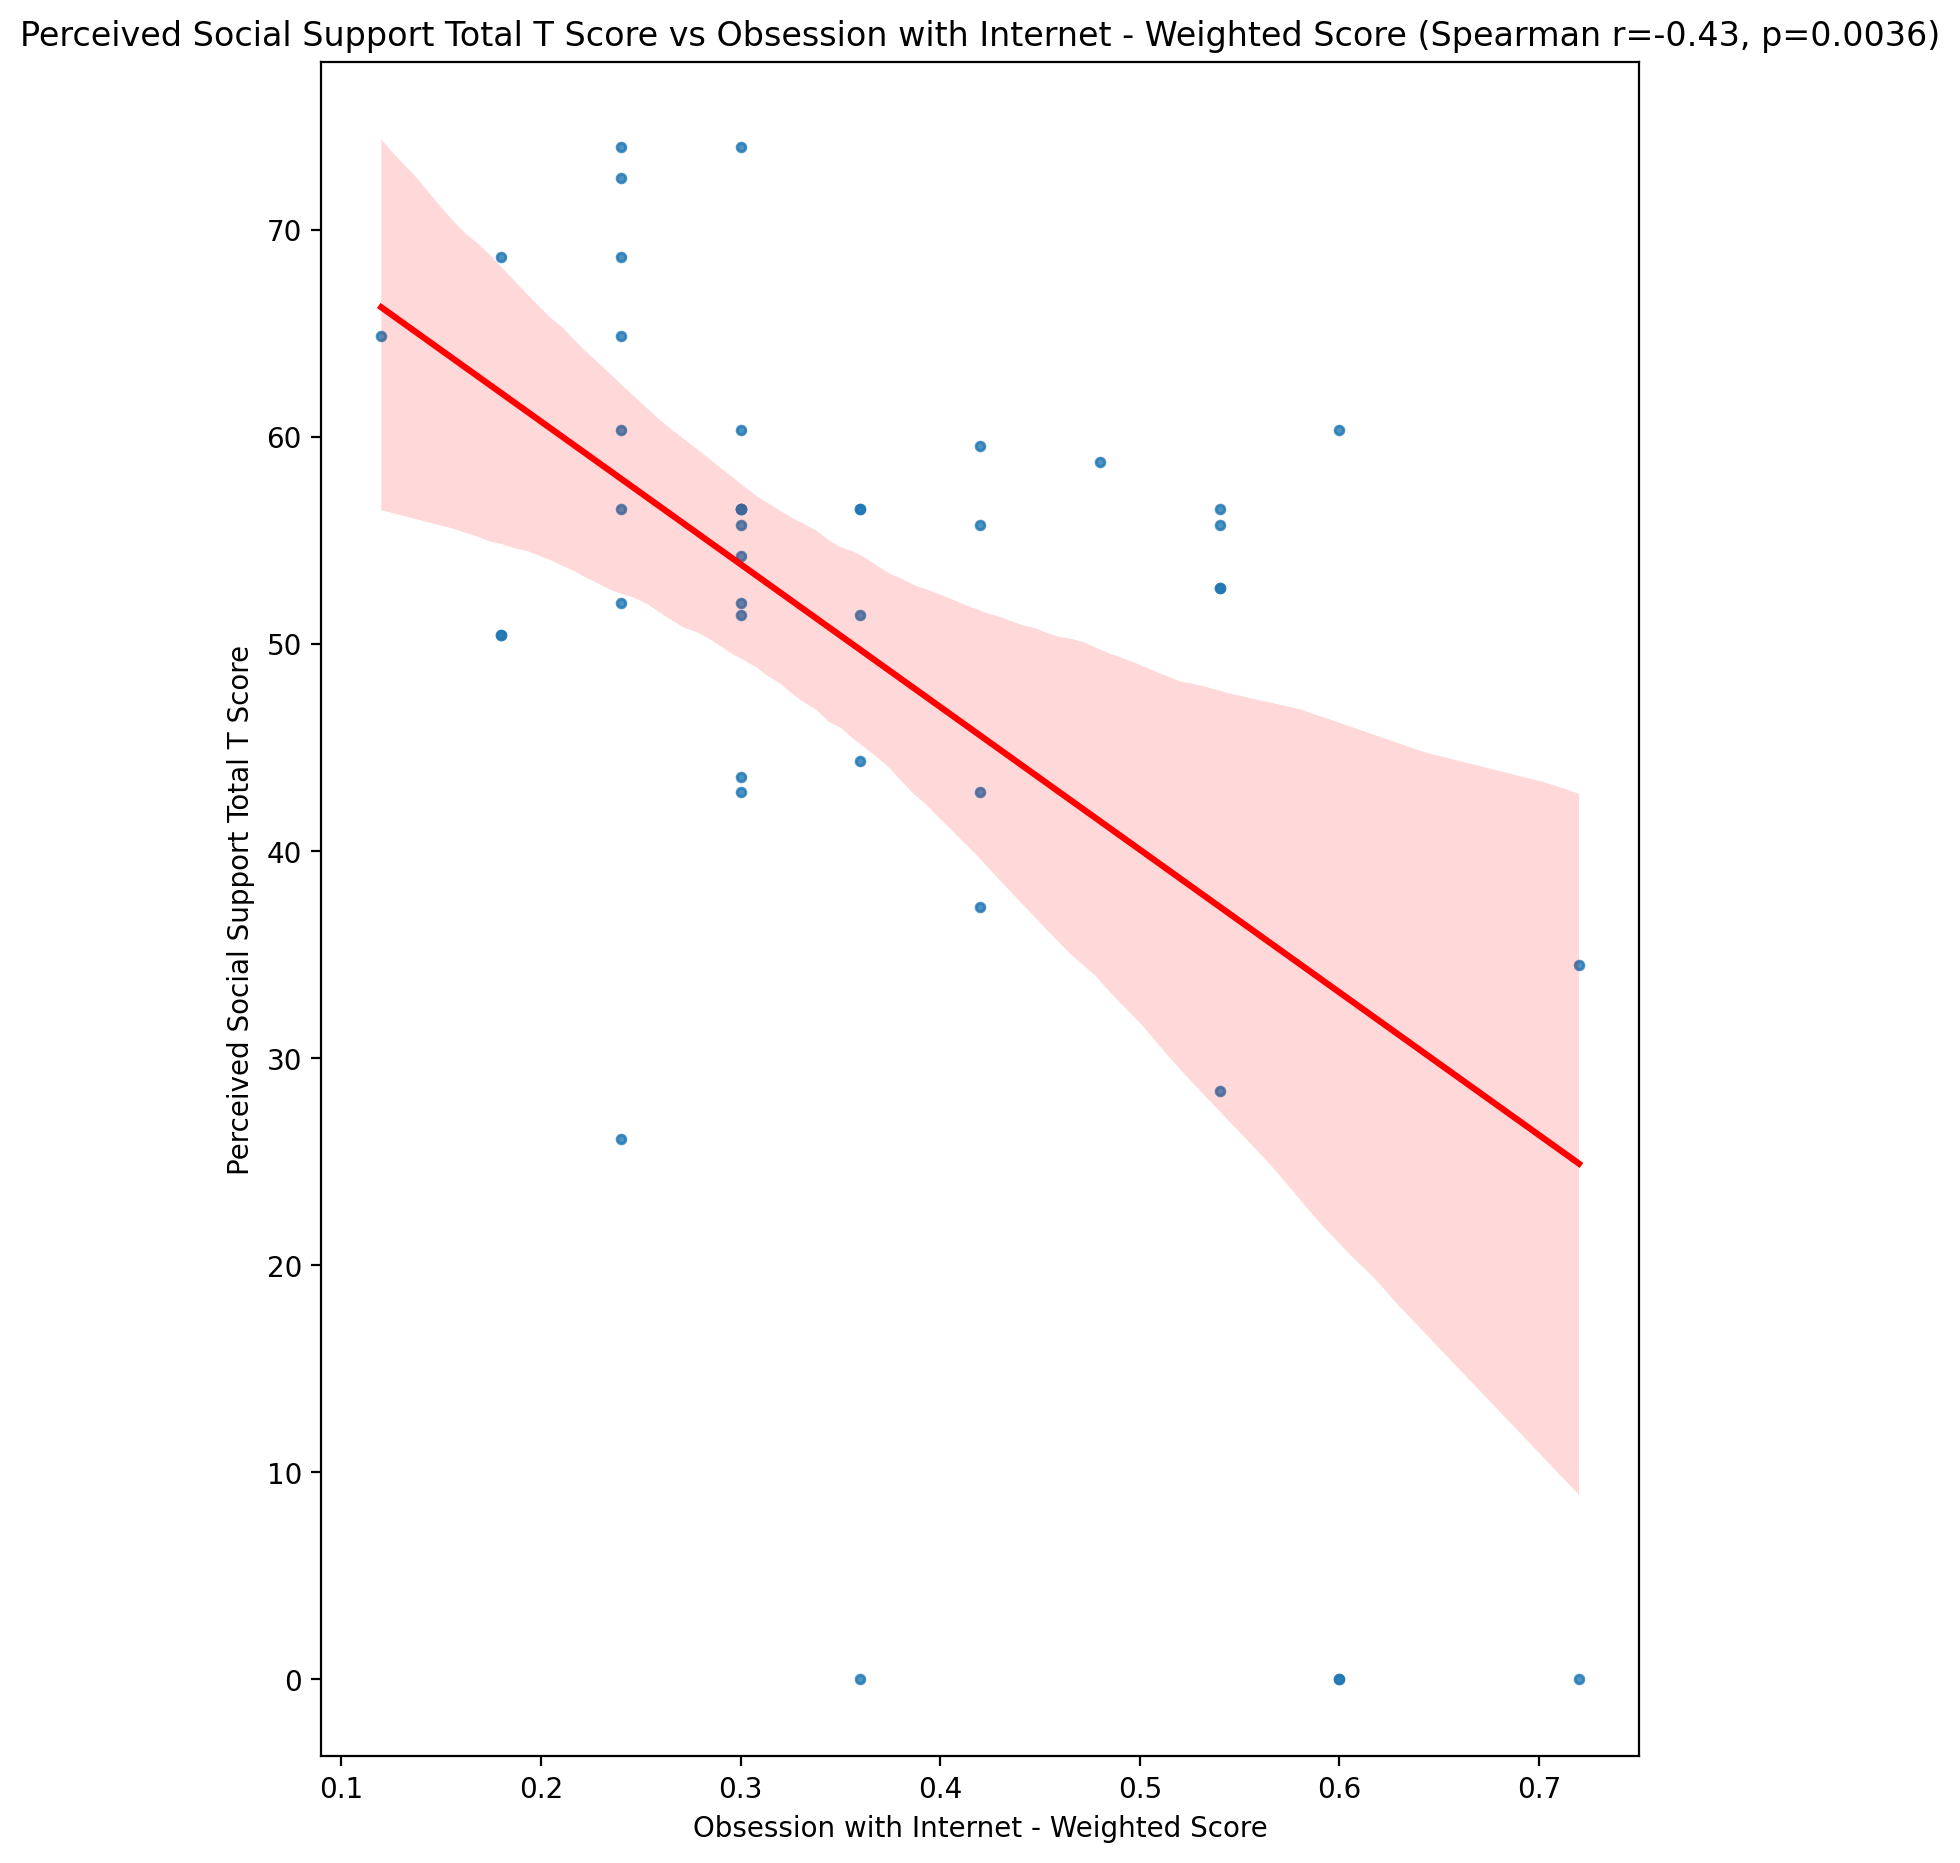 Perceived Social Support Total T Score vs Obsession with Internet - Weighted Score (Spearman r=-0.43, p=0.0036)
Perceived Social Support Total T Score
70
60
50
40
30
20
10
0
0.1 0.2 0.3 0.4 0.5 0.6 0.7
Obsession with Internet - Weighted Score